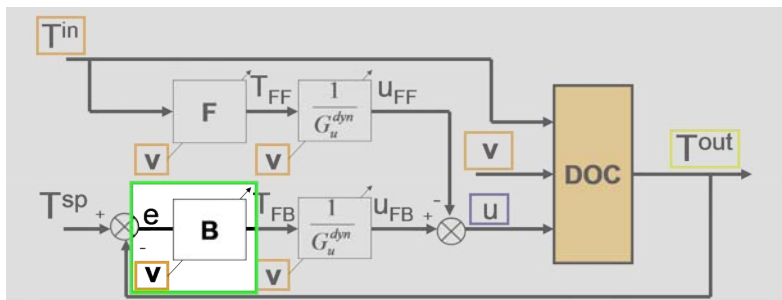 T^in
F
T_FF
1
G_u^dyn
u_FF
v
v
-
v
DOC
T^out
T^sp
+
e
-
B
T_FB
1
G_u^dyn
u_FB
+
u
v
v